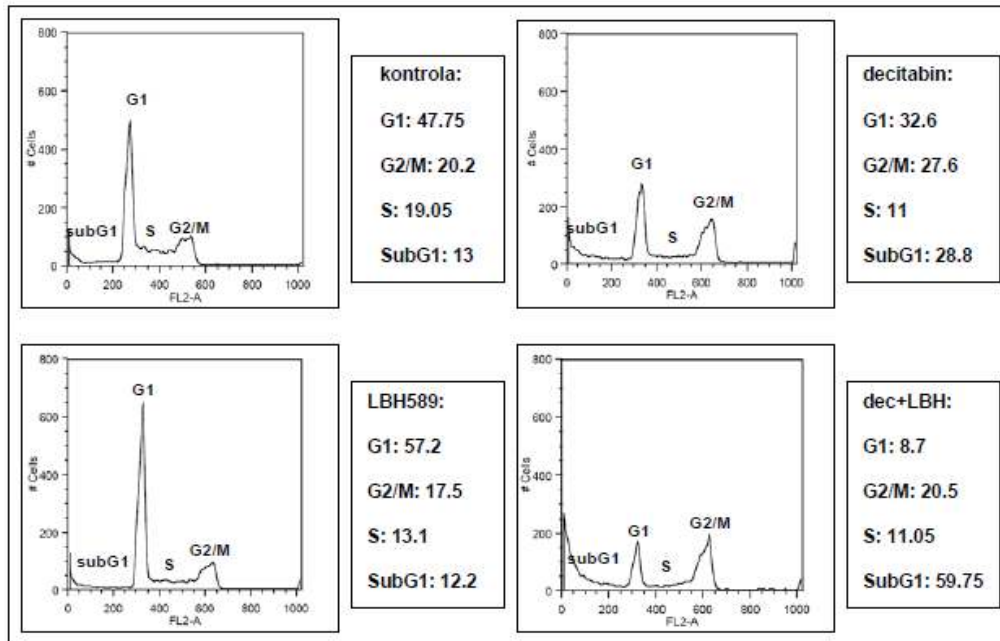 800
600
400
200
0
# Cells
G1
subG1
S
G2/M
0 200 400 600 800 1000
FL2-A
kontrola:
G1: 47.75
G2/M: 20.2
S: 19.05
SubG1: 13
800
600
400
200
0
# Cells
G1
G2/M
subG1
S
0 200 400 600 800 1000
FL2-A
decitabin:
G1: 32.6
G2/M: 27.6
S: 11
SubG1: 28.8
800
600
400
200
0
# Cells
G1
subG1
S
G2/M
0 200 400 600 800 1000
FL2-A
LBH589:
G1: 57.2
G2/M: 17.5
S: 13.1
SubG1: 12.2
800
600
400
200
0
# Cells
G1
G2/M
subG1
S
0 200 400 600 800 1000
FL2-A
dec+LBH:
G1: 8.7
G2/M: 20.5
S: 11.05
SubG1: 59.75